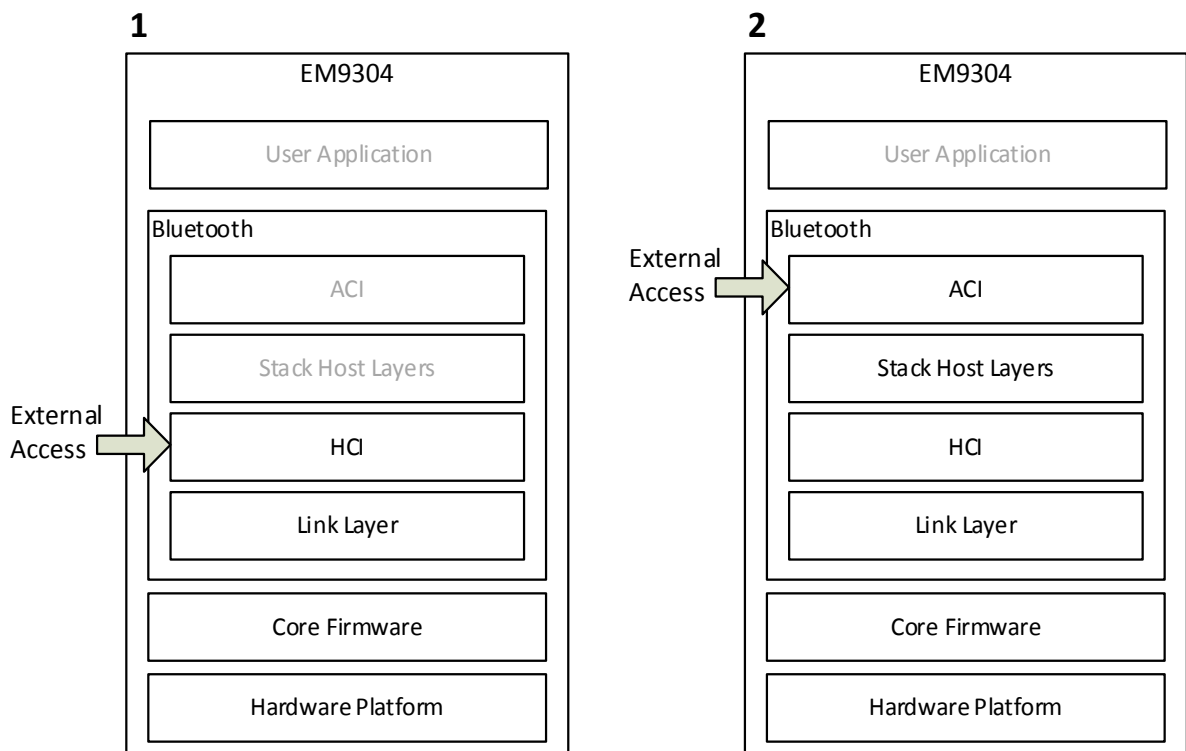 1
EM9304
User Application
Bluetooth
ACI
Stack Host Layers
External
Access
HCI
Link Layer
Core Firmware
Hardware Platform
2
EM9304
User Application
Bluetooth
External
Access
ACI
Stack Host Layers
HCI
Link Layer
Core Firmware
Hardware Platform